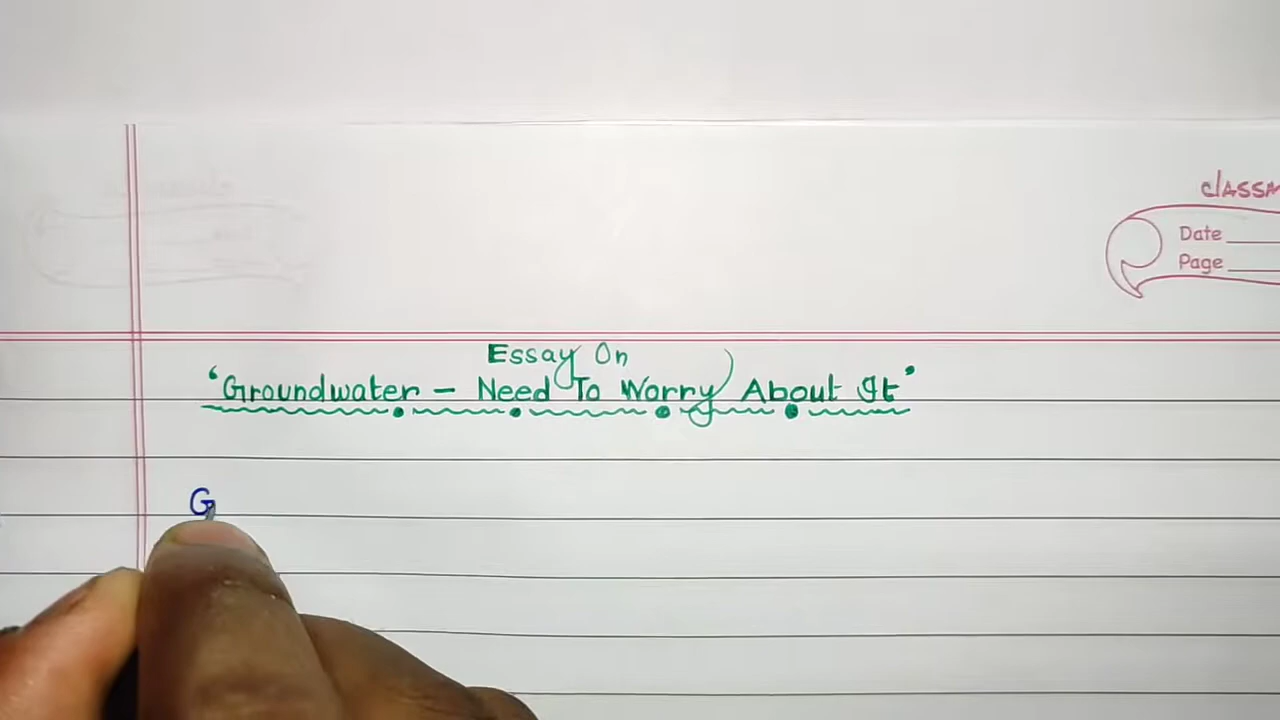 classm
Date
Page
Essay On
‘Groundwater – Need To Worry About It’
G